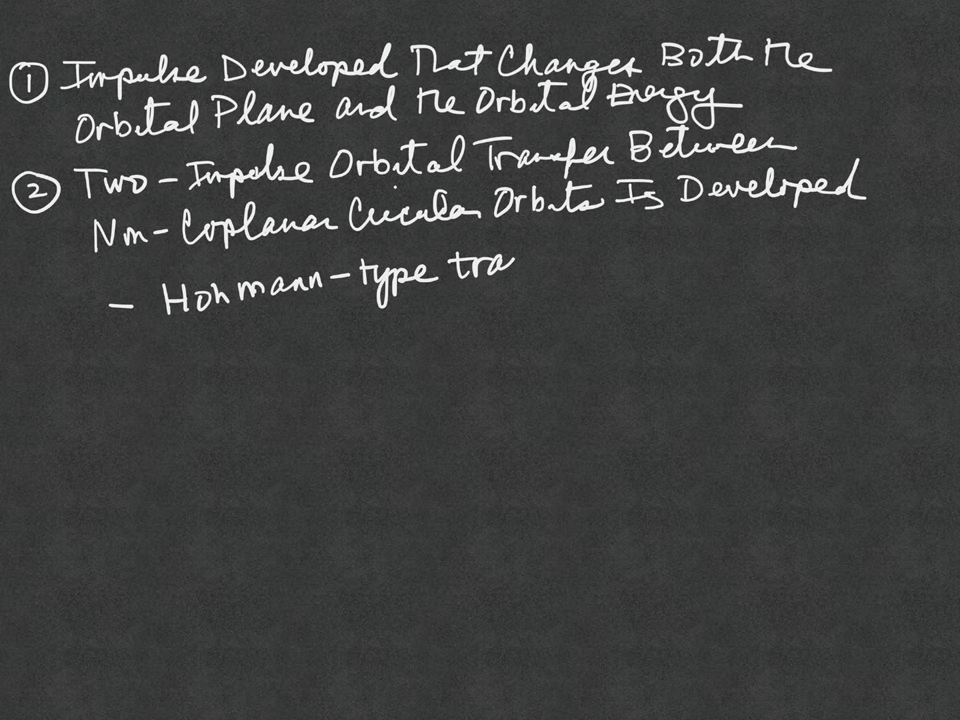 ① Impulse Developed That Changes Both the
Orbital Plane and the Orbital Energy
② Two-Impulse Orbital Transfer Between
Non-Coplanar Circular Orbits Is Developed
- Hohmann-type tra